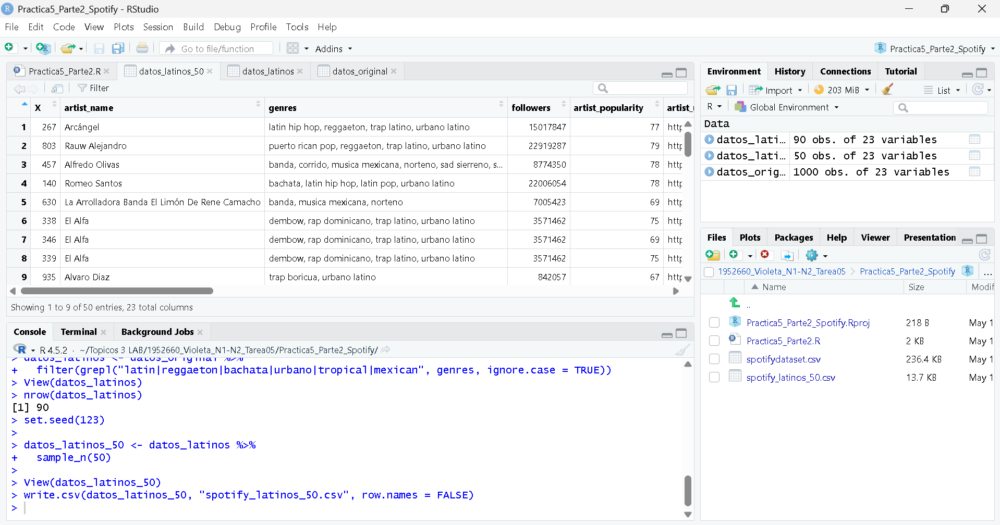 Practica5_Parte2_Spotify - RStudio
File Edit Code View Plots Session Build Debug Profile Tools Help
Go to file/function Addins Practica5_Parte2_Spotify
Practica5_Parte2.R datos_latinos_50 datos_latinos datos_original
Filter
X artist_name genres followers artist_popularity
1 267 Arcángel latin hip hop, reggaeton, trap latino, urbano latino 15017847 77 http
2 803 Rauw Alejandro puerto rican pop, reggaeton, trap latino, urbano latino 22919287 79 http
3 457 Alfredo Olivas banda, corrido, musica mexicana, norteno, sad sierreno, s... 8774350 78 http
4 140 Romeo Santos bachata, latin hip hop, latin pop, urbano latino 22006054 78 http
5 630 La Arrolladora Banda El Limón De Rene Camacho banda, musica mexicana, norteno 7005423 69 http
6 338 El Alfa dembow, rap dominicano, trap latino, urbano latino 3571462 75 http
7 346 El Alfa dembow, rap dominicano, trap latino, urbano latino 3571462 69 http
8 339 El Alfa dembow, rap dominicano, trap latino, urbano latino 3571462 75 http
9 935 Alvaro Diaz trap boricua, urbano latino 842057 67 http
Showing 1 to 9 of 50 entries, 23 total columns
Console Terminal Background Jobs
R 4.5.2 · ~/Topicos 3 LAB/1952660_Violeta_N1-N2_Tarea05/Practica5_Parte2_Spotify/
> datos_latinos <- datos_original %>%
+   filter(grepl("latin|reggaeton|bachata|urbano|tropical|mexican", genres, ignore.case = TRUE))
> View(datos_latinos)
> nrow(datos_latinos)
[1] 90
> set.seed(123)
>
> datos_latinos_50 <- datos_latinos %>%
+   sample_n(50)
>
> View(datos_latinos_50)
> write.csv(datos_latinos_50, "spotify_latinos_50.csv", row.names = FALSE)
>
Environment History Connections Tutorial
Import 203 MiB List
R Global Environment
Data
datos_lati... 90 obs. of 23 variables
datos_lati... 50 obs. of 23 variables
datos_orig... 1000 obs. of 23 variables
Files Plots Packages Help Viewer Presentation
1952660_Violeta_N1-N2_Tarea05 > Practica5_Parte2_Spotify R ...
Name Size Modif
..
Practica5_Parte2_Spotify.Rproj 218 B May 1
Practica5_Parte2.R 2 KB May 1
spotifydataset.csv 236.4 KB May 1
spotify_latinos_50.csv 13.7 KB May 1